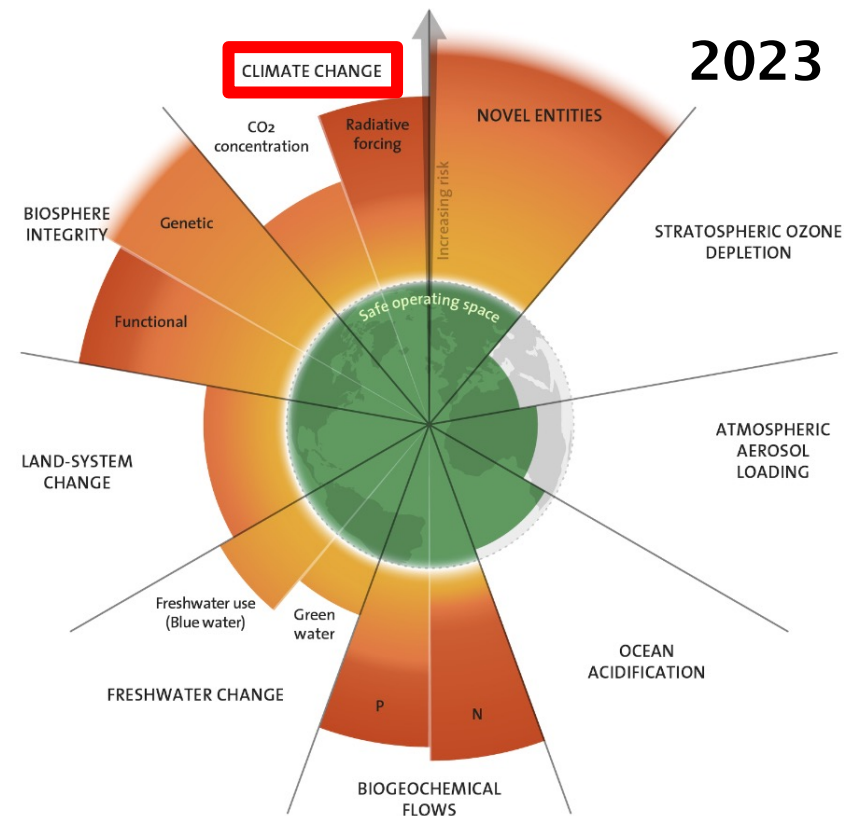 2023
CLIMATE CHANGE
CO2
concentration
Radiative
forcing
NOVEL ENTITIES
Increasing risk
BIOSPHERE
INTEGRITY
Genetic
STRATOSPHERIC OZONE
DEPLETION
Safe operating space
Functional
LAND-SYSTEM
CHANGE
ATMOSPHERIC
AEROSOL
LOADING
Freshwater use
(Blue water)
Green
water
OCEAN
ACIDIFICATION
FRESHWATER CHANGE
P
N
BIOGEOCHEMICAL
FLOWS